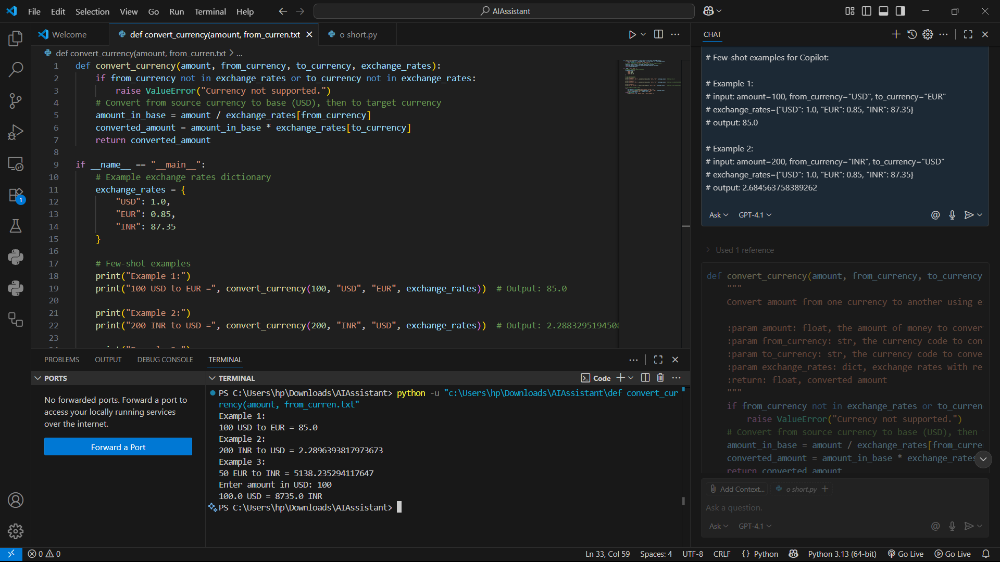 File Edit Selection View Go Run Terminal Help
AIAssistant
Welcome
def convert_currency(amount, from_curren.txt
o short.py
def convert_currency(amount, from_curren.txt > ...
1 def convert_currency(amount, from_currency, to_currency, exchange_rates):
2 if from_currency not in exchange_rates or to_currency not in exchange_rates:
3 raise ValueError("Currency not supported.")
4 # Convert from source currency to base (USD), then to target currency
5 amount_in_base = amount / exchange_rates[from_currency]
6 converted_amount = amount_in_base * exchange_rates[to_currency]
7 return converted_amount
8
9 if __name__ == "__main__":
10 # Example exchange rates dictionary
11 exchange_rates = {
12 "USD": 1.0,
13 "EUR": 0.85,
14 "INR": 87.35
15 }
16
17 # Few-shot examples
18 print("Example 1:")
19 print("100 USD to EUR =", convert_currency(100, "USD", "EUR", exchange_rates)) # Output: 85.0
20
21 print("Example 2:")
22 print("200 INR to USD =", convert_currency(200, "INR", "USD", exchange_rates)) # Output: 2.288329519450
23
PROBLEMS OUTPUT DEBUG CONSOLE TERMINAL
PORTS
No forwarded ports. Forward a port to
access your locally running services
over the internet.
Forward a Port
TERMINAL
Code
PS C:\Users\hp\Downloads\AIAssistant> python -u "c:\Users\hp\Downloads\AIAssistant\def convert_cur
rency(amount, from_curren.txt"
Example 1:
100 USD to EUR = 85.0
Example 2:
200 INR to USD = 2.2896393817973673
Example 3:
50 EUR to INR = 5138.235294117647
Enter amount in USD: 100
100.0 USD = 8735.0 INR
PS C:\Users\hp\Downloads\AIAssistant>
CHAT
# Few-shot examples for Copilot:
# Example 1:
# input: amount=100, from_currency="USD", to_currency="EUR"
# exchange_rates={"USD": 1.0, "EUR": 0.85, "INR": 87.35}
# output: 85.0
# Example 2:
# input: amount=200, from_currency="INR", to_currency="USD"
# exchange_rates={"USD": 1.0, "EUR": 0.85, "INR": 87.35}
# output: 2.684563758389262
Ask GPT-4.1
Used 1 reference
def convert_currency(amount, from_currency, to_currency
"""
Convert amount from one currency to another using e
:param amount: float, the amount of money to conver
:param from_currency: str, the currency code to con
:param to_currency: str, the currency code to conve
:param exchange_rates: dict, exchange rates with re
:return: float, converted amount
"""
if from_currency not in exchange_rates or to_curren
raise ValueError("Currency not supported.")
# Convert from source currency to base (USD), then
amount_in_base = amount / exchange_rates[from_curre
converted_amount = amount_in_base * exchange_rates
return converted_amount
Add Context... o short.py
Ask a question.
Ask GPT-4.1
0 0
Ln 33, Col 59 Spaces: 4 UTF-8 CRLF {} Python Python 3.13 (64-bit) Go Live Go Live